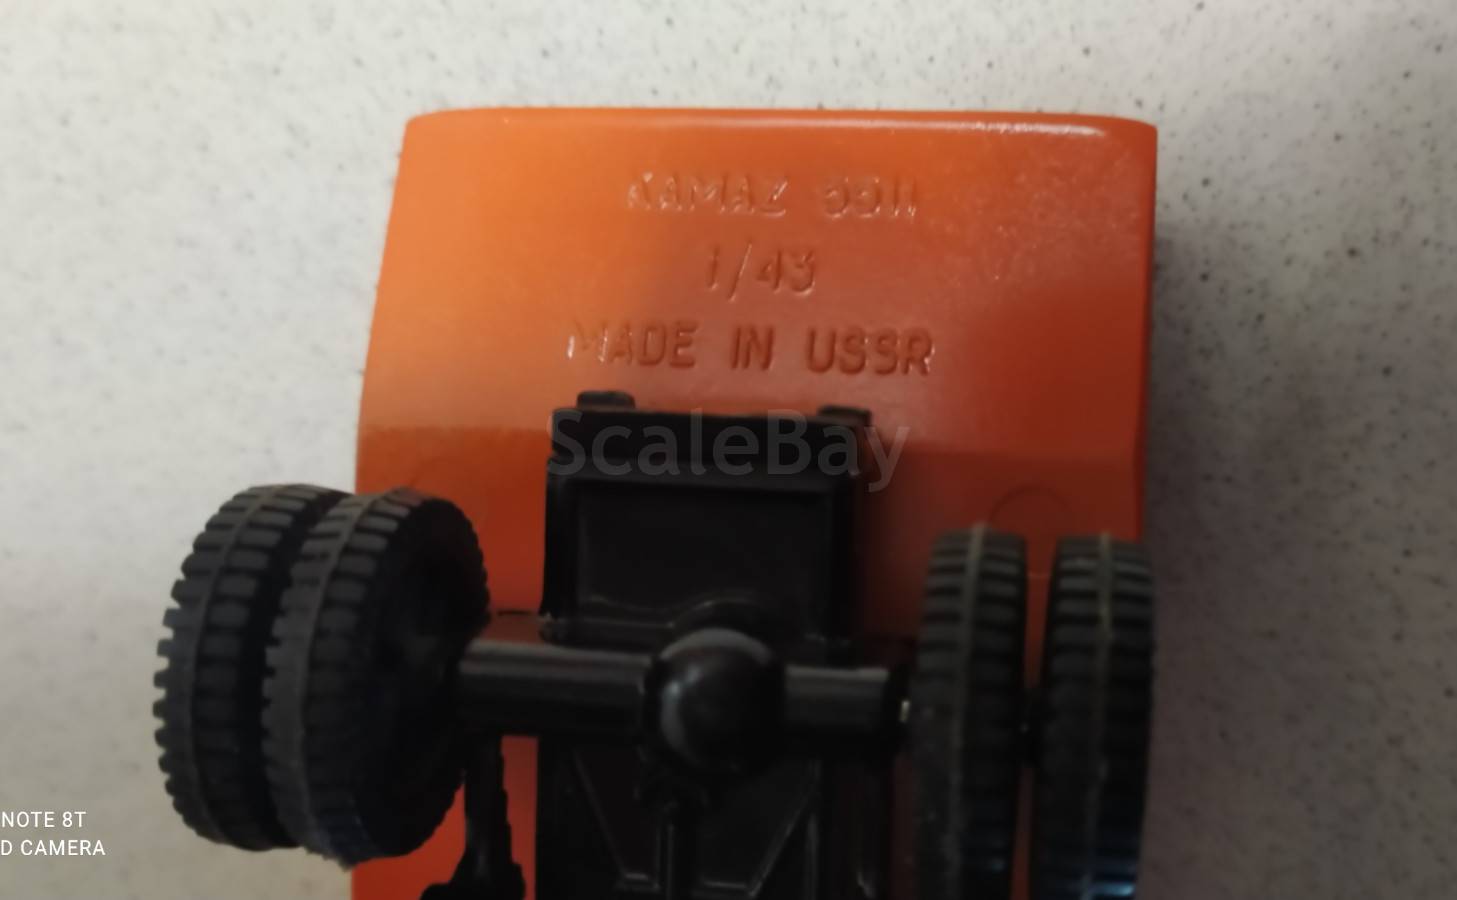 KAMAZ 5511
1/43
MADE IN USSR
ScaleBay
NOTE 8T
D CAMERA